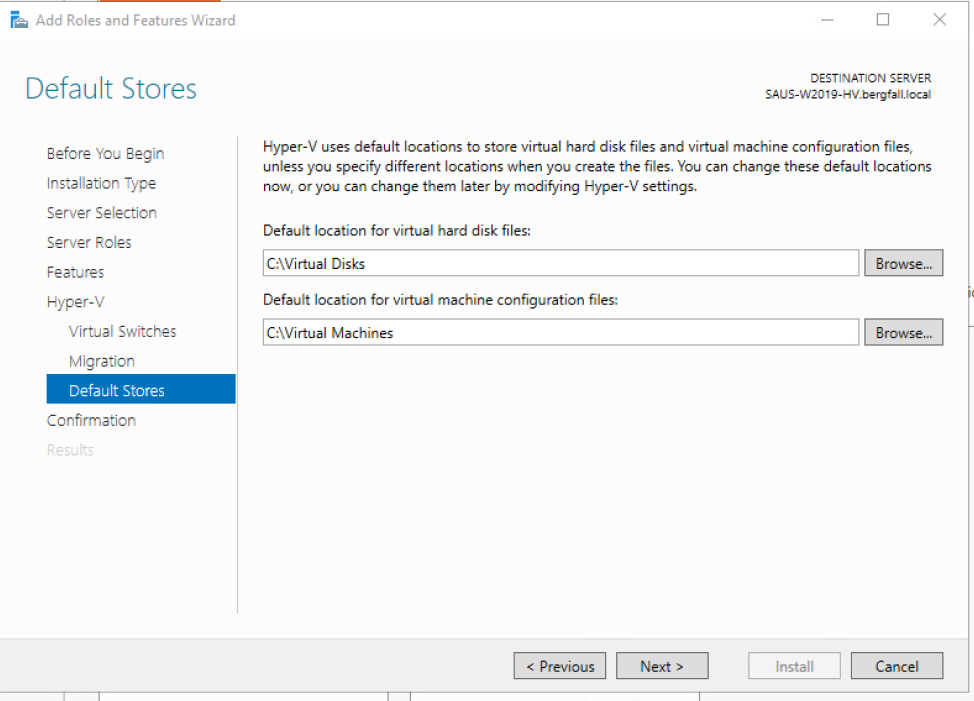 Add Roles and Features Wizard
Default Stores
DESTINATION SERVER
SAUS-W2019-HV.bergfall.local
Before You Begin
Installation Type
Server Selection
Server Roles
Features
Hyper-V
Virtual Switches
Migration
Default Stores
Confirmation
Results
Hyper-V uses default locations to store virtual hard disk files and virtual machine configuration files,
unless you specify different locations when you create the files. You can change these default locations
now, or you can change them later by modifying Hyper-V settings.
Default location for virtual hard disk files:
C:\Virtual Disks
Browse...
Default location for virtual machine configuration files:
C:\Virtual Machines
Browse...
< Previous
Next >
Install
Cancel